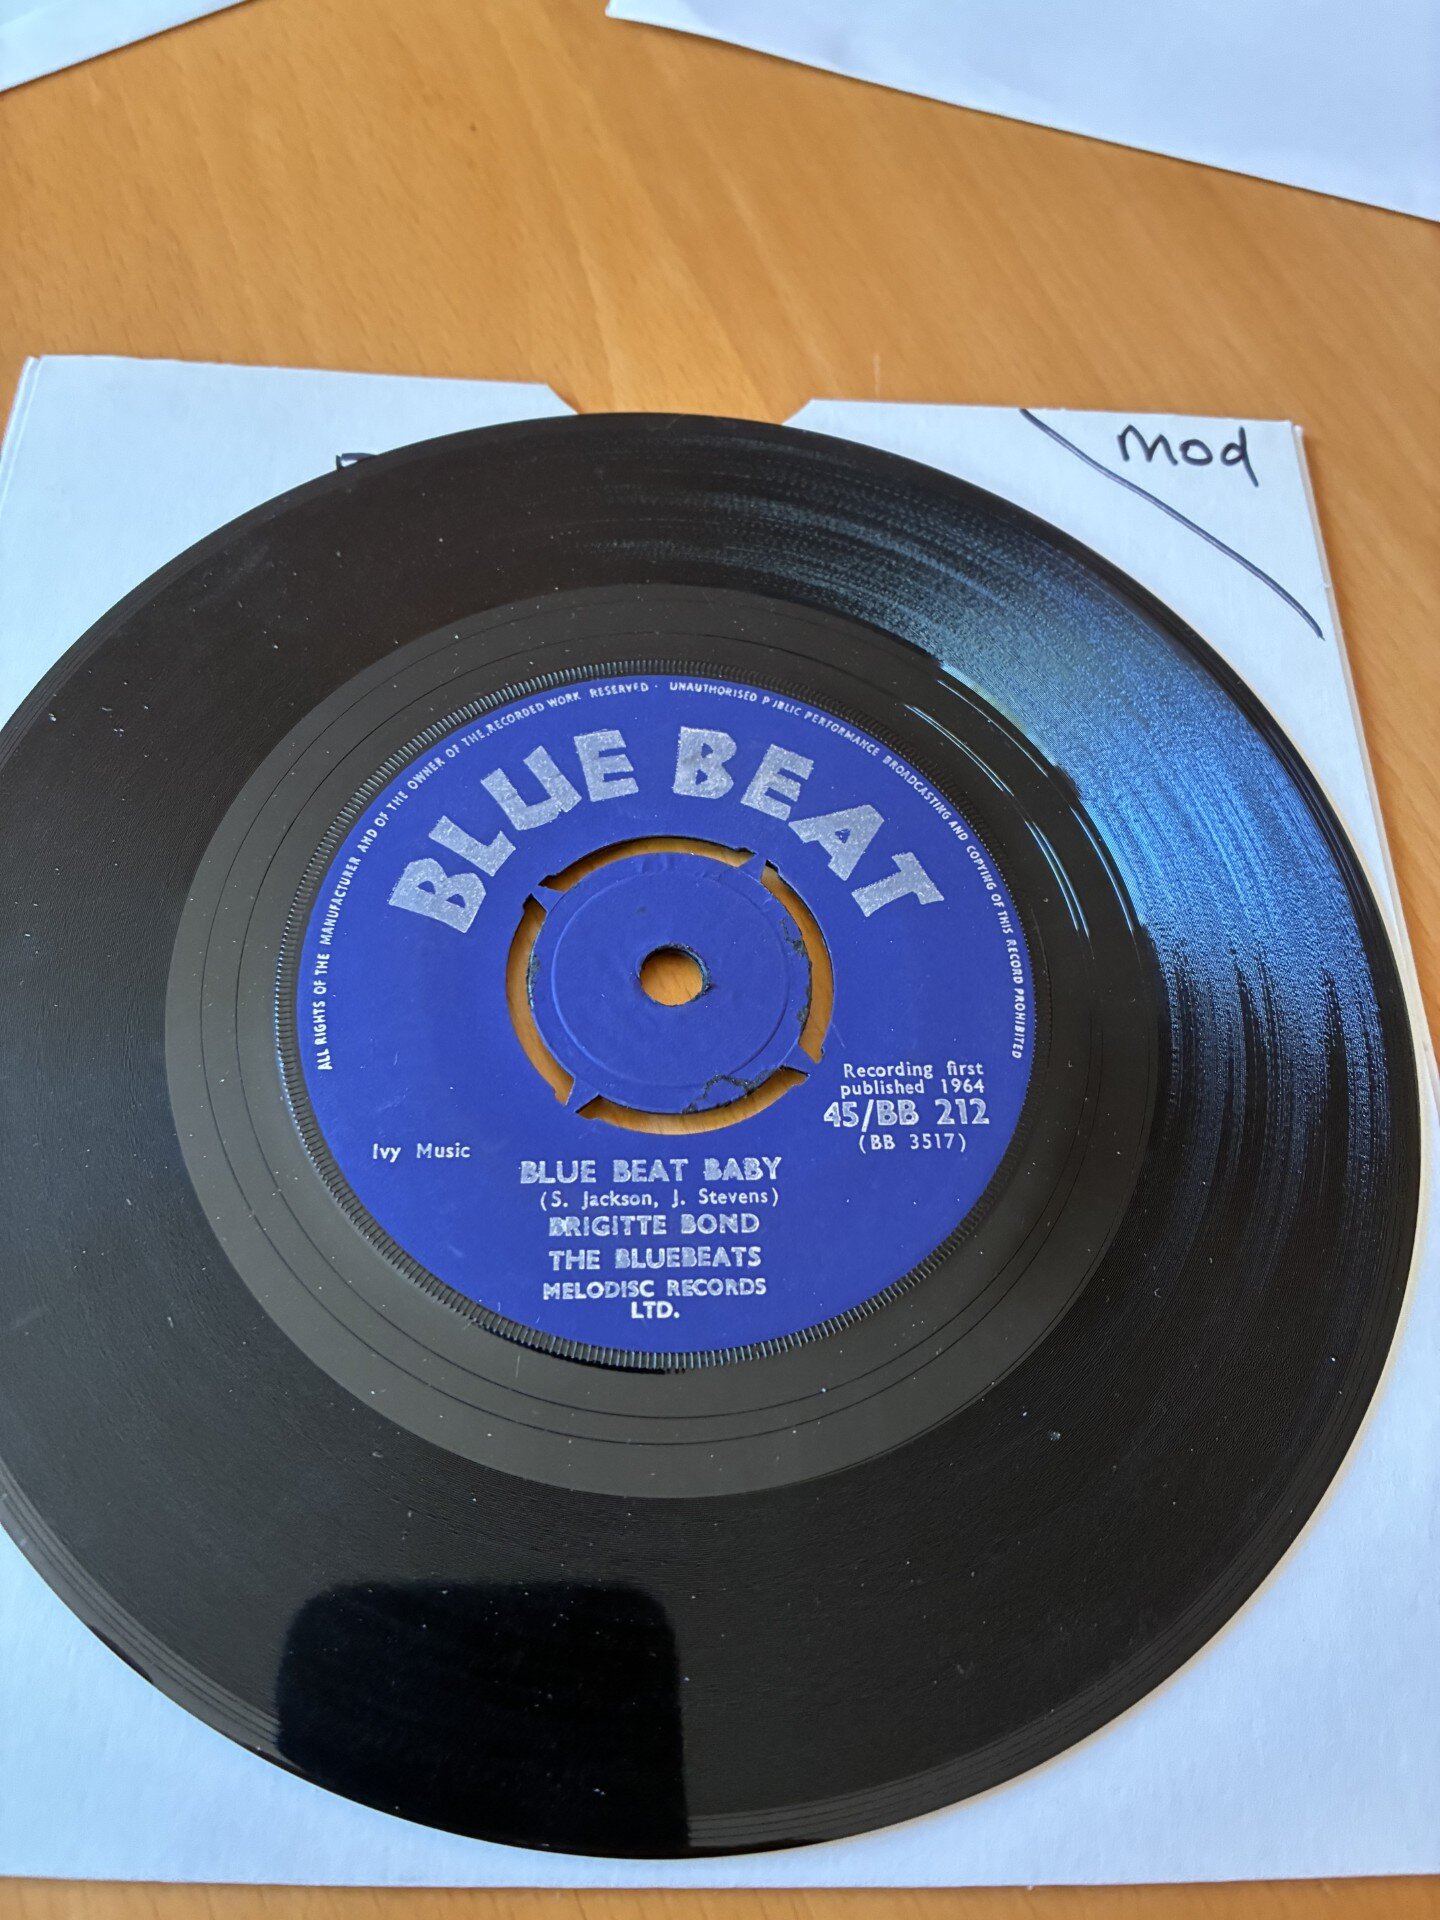 mod
ALL RIGHTS OF THE MANUFACTURER AND OF THE OWNER OF THE RECORDED WORK RESERVED · UNAUTHORISED PUBLIC PERFORMANCE BROADCASTING AND COPYING OF THIS RECORD PROHIBITED
BLUE BEAT
Recording first
published 1964
45/BB 212
(BB 3517)
Ivy Music
BLUE BEAT BABY
(S. Jackson, J. Stevens)
BRIGITTE BOND
THE BLUEBEATS
MELODISC RECORDS
LTD.